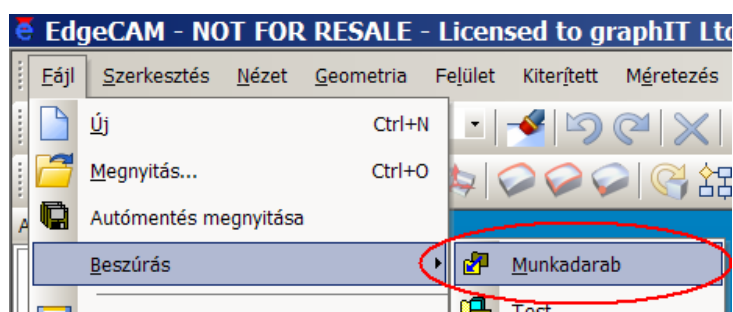 EdgeCAM - NOT FOR RESALE - Licensed to graphIT Ltd
Fájl Szerkesztés Nézet Geometria Felület Kiterített Méretezés
Új Ctrl+N
Megnyitás... Ctrl+O
Autómentés megnyitása
Beszúrás Munkadarab
Test